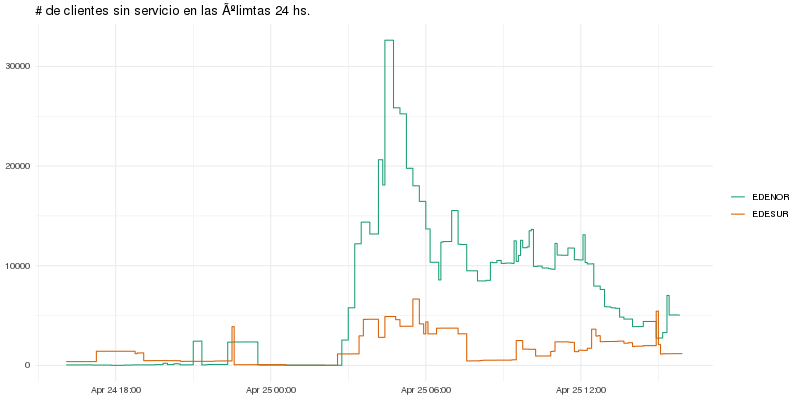 # de clientes sin servicio en las Ãºlimtas 24 hs.
30000
20000
10000
0
Apr 24 18:00
Apr 25 00:00
Apr 25 06:00
Apr 25 12:00
EDENOR
EDESUR